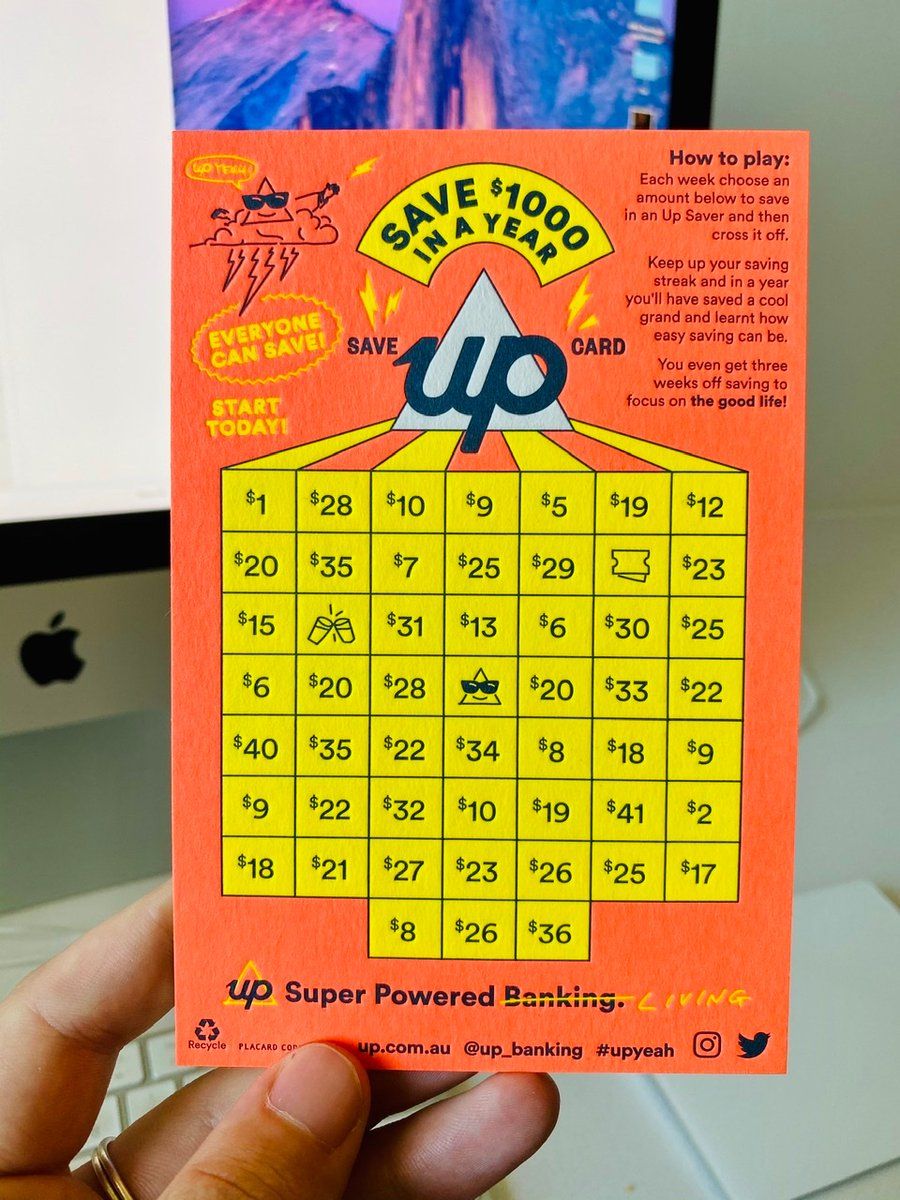 UP YEAH!
SAVE $1000
IN A YEAR
EVERYONE
CAN SAVE!
START
TODAY!
SAVE up CARD
How to play:
Each week choose an
amount below to save
in an Up Saver and then
cross it off.
Keep up your saving
streak and in a year
you'll have saved a cool
grand and learnt how
easy saving can be.
You even get three
weeks off saving to
focus on the good life!
$1 $28 $10 $9 $5 $19 $12
$20 $35 $7 $25 $29 $23
$15 $31 $13 $6 $30 $25
$6 $20 $28 $20 $33 $22
$40 $35 $22 $34 $8 $18 $9
$9 $22 $32 $10 $19 $41 $2
$18 $21 $27 $23 $26 $25 $17
$8 $26 $36
up Super Powered Banking. LIVING
Recycle PLACARD up.com.au @up_banking #upyeah